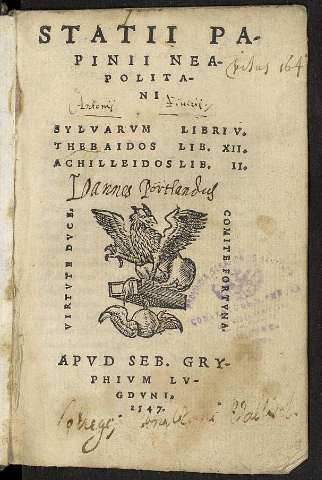 STATII PA-
PINII NEA-
POLITA-
NI
SYLVARVM LIBRI V.
THEBAIDOS LIB. XII.
ACHILLEIDOS LIB. II.
Ioannes Portlandus
VIRTVTE DVCE,
COMITE FORTVNA.
APVD SEB. GRY-
PHIVM LV-
GDVNI.
1547.